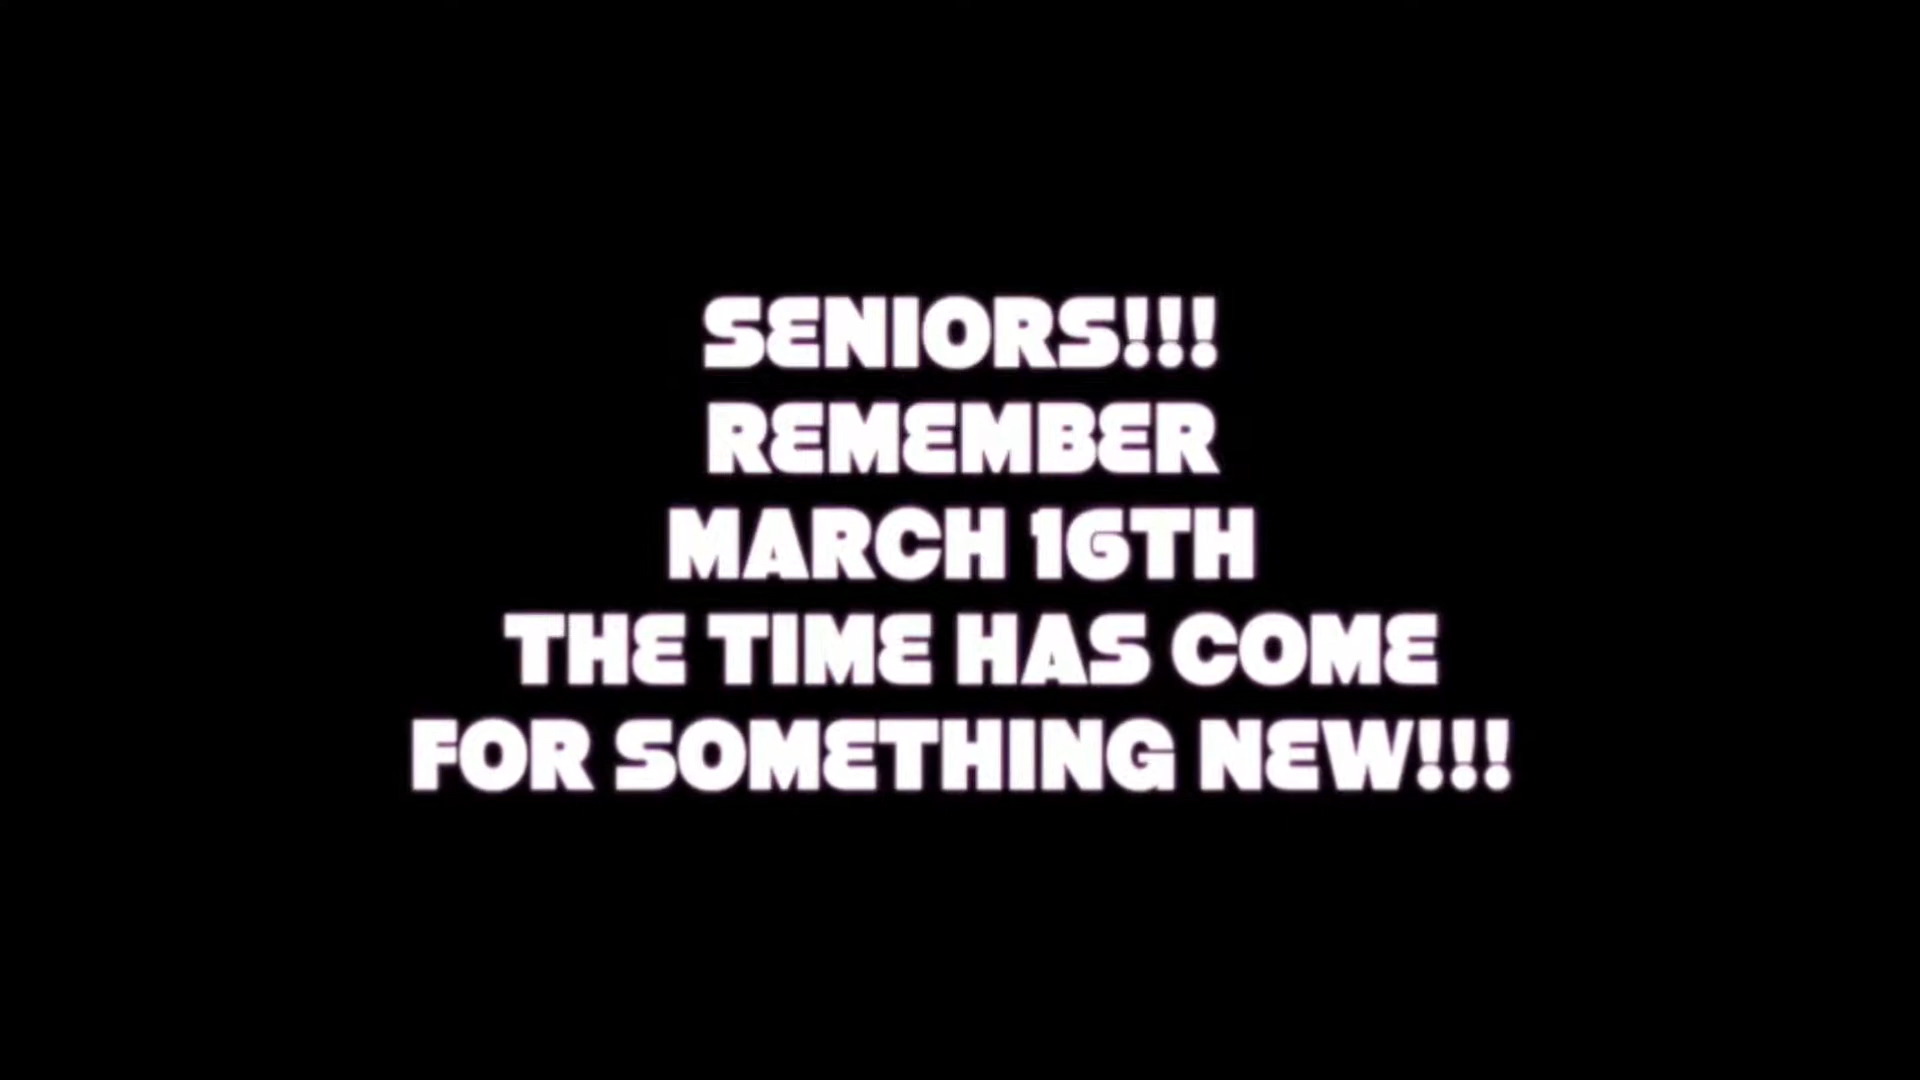 SENIORS!!!
REMEMBER
MARCH 16TH
THE TIME HAS COME
FOR SOMETHING NEW!!!